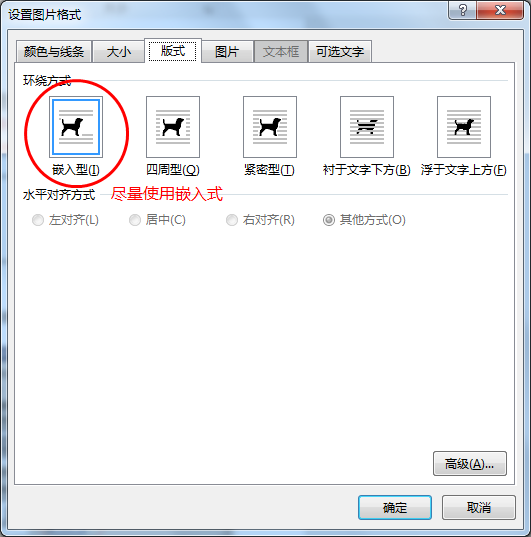 设置图片格式
颜色与线条 大小 版式 图片 文本框 可选文字
环绕方式
嵌入型(I) 四周型(Q) 紧密型(T) 衬于文字下方(B) 浮于文字上方(F)
水平对齐方式 尽量使用嵌入式
左对齐(L) 居中(C) 右对齐(R) 其他方式(O)
高级(A)...
确定 取消